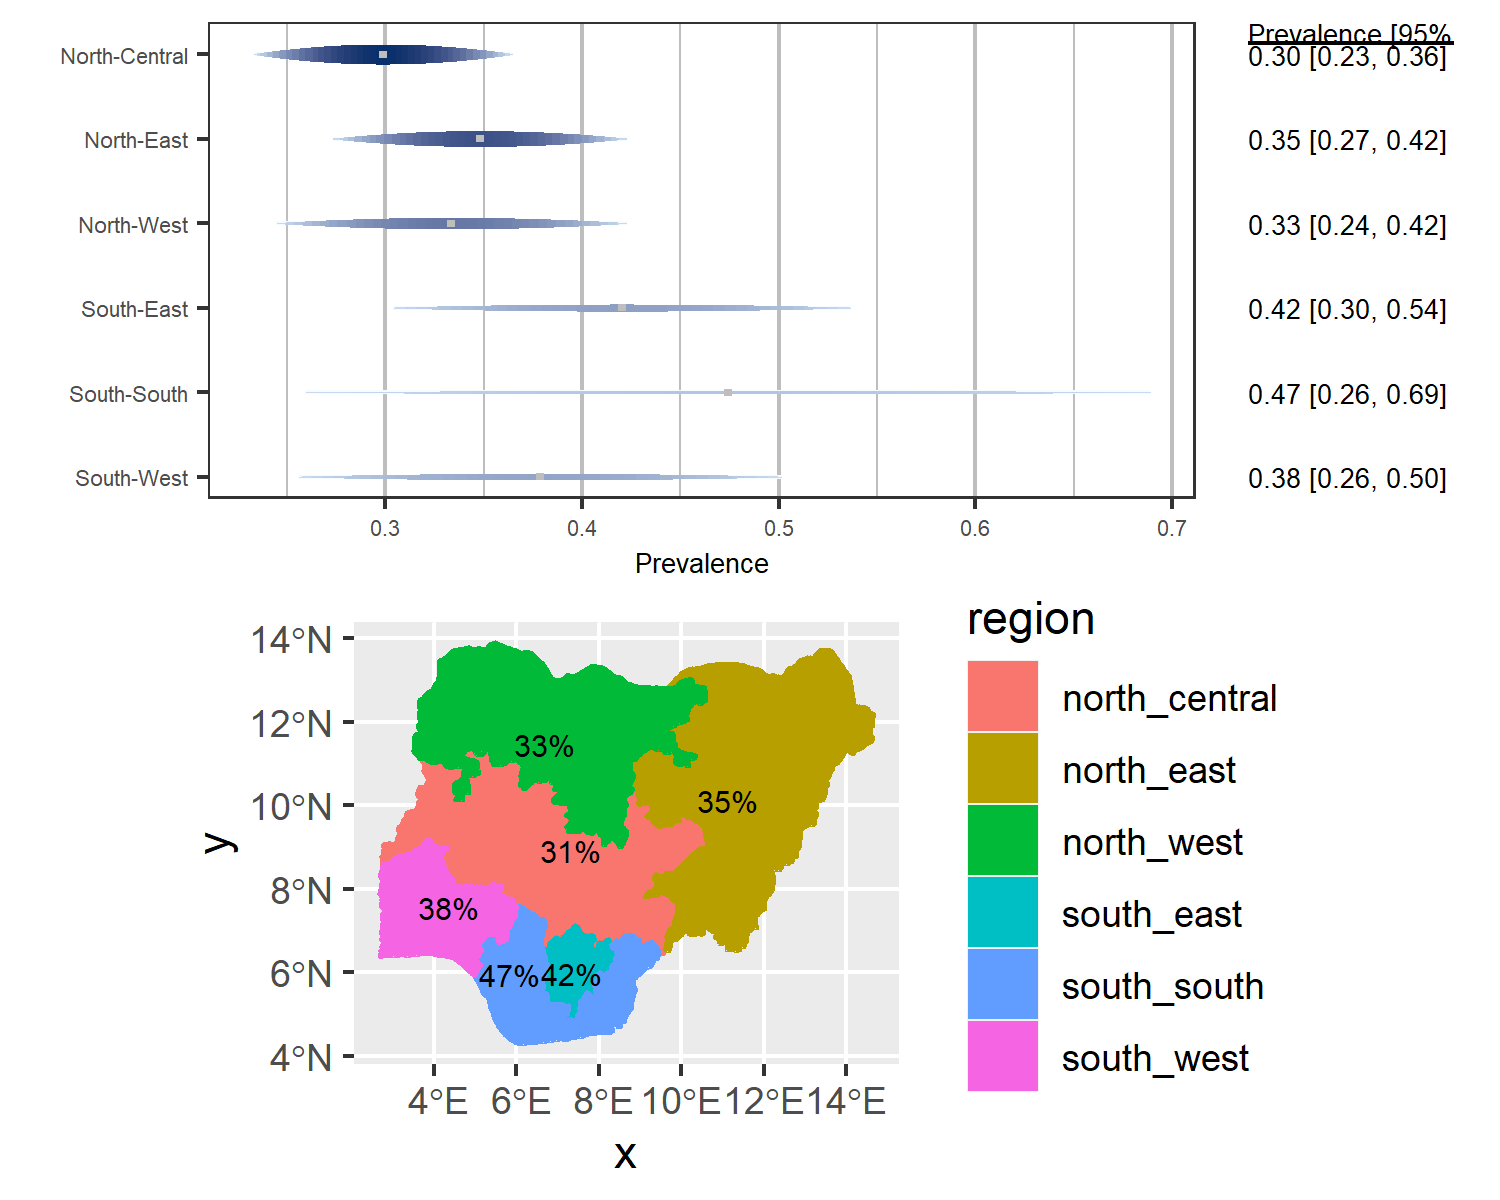 Prevalence [95%
North-Central
0.30 [0.23, 0.36]
North-East
0.35 [0.27, 0.42]
North-West
0.33 [0.24, 0.42]
South-East
0.42 [0.30, 0.54]
South-South
0.47 [0.26, 0.69]
South-West
0.38 [0.26, 0.50]
0.3 0.4 0.5 0.6 0.7
Prevalence
region
14°N
12°N
10°N
8°N
6°N
4°N
y
33%
35%
31%
38%
47% 42%
4°E 6°E 8°E 10°E 12°E 14°E
x
north_central
north_east
north_west
south_east
south_south
south_west